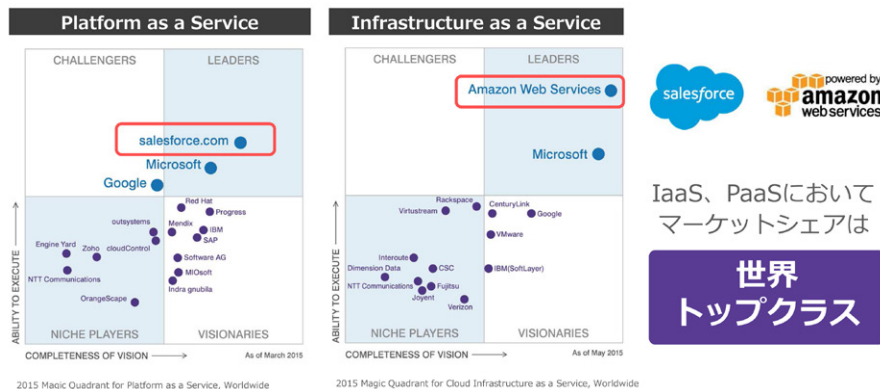 Platform as a Service
CHALLENGERS
LEADERS
salesforce.com
Microsoft
Google
Red Hat
Progress
outsystems
Mendix
IBM
SAP
Engine Yard
Zoho
cloudControl
Software AG
NTT Communications
MIOsoft
Indra gnubila
OrangeScape
NICHE PLAYERS
VISIONARIES
ABILITY TO EXECUTE
COMPLETENESS OF VISION
As of March 2015
2015 Magic Quadrant for Platform as a Service, Worldwide
Infrastructure as a Service
CHALLENGERS
LEADERS
Amazon Web Services
Microsoft
Rackspace
Virtustream
CenturyLink
Google
VMware
Interoute
Dimension Data
CSC
IBM(SoftLayer)
NTT Communications
Fujitsu
Joyent
Verizon
NICHE PLAYERS
VISIONARIES
ABILITY TO EXECUTE
COMPLETENESS OF VISION
As of May 2015
2015 Magic Quadrant for Cloud Infrastructure as a Service, Worldwide
salesforce
powered by
amazon
web services
IaaS、PaaSにおいて
マーケットシェアは
世界
トップクラス